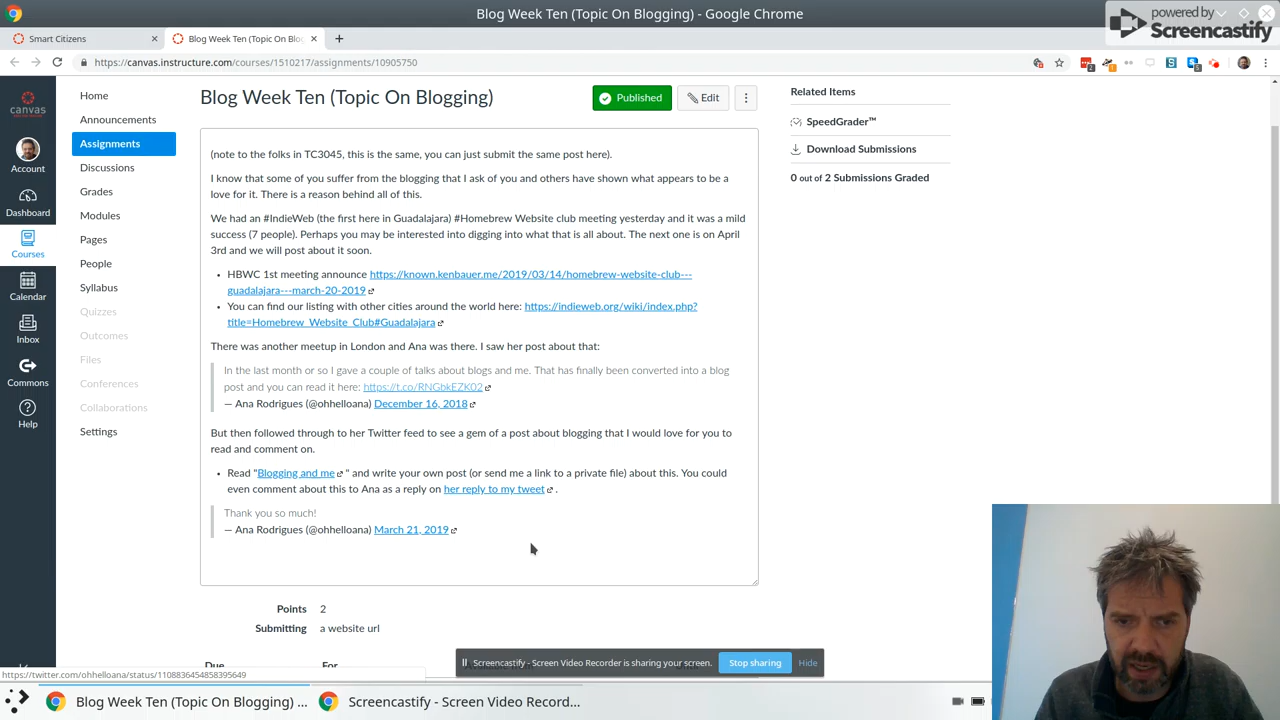 Blog Week Ten (Topic On Blogging) - Google Chrome
powered by
Screencastify
Smart Citizens
Blog Week Ten (Topic On Blo
https://canvas.instructure.com/courses/1510217/assignments/10905750
canvas
Account
Dashboard
Courses
Calendar
Inbox
Commons
Help
Home
Announcements
Assignments
Discussions
Grades
Modules
Pages
People
Syllabus
Quizzes
Outcomes
Files
Conferences
Collaborations
Settings
Blog Week Ten (Topic On Blogging)
Published
Edit
(note to the folks in TC3045, this is the same, you can just submit the same post here).
I know that some of you suffer from the blogging that I ask of you and others have shown what appears to be a
love for it. There is a reason behind all of this.
We had an #IndieWeb (the first here in Guadalajara) #Homebrew Website club meeting yesterday and it was a mild
success (7 people). Perhaps you may be interested into digging into what that is all about. The next one is on April
3rd and we will post about it soon.
HBWC 1st meeting announce https://known.kenbauer.me/2019/03/14/homebrew-website-club---
guadalajara---march-20-2019
You can find our listing with other cities around the world here: https://indieweb.org/wiki/index.php?
title=Homebrew_Website_Club#Guadalajara
There was another meetup in London and Ana was there. I saw her post about that:
In the last month or so I gave a couple of talks about blogs and me. That has finally been converted into a blog
post and you can read it here: https://t.co/RNGbkEZK02
— Ana Rodrigues (@ohhelloana) December 16, 2018
But then followed through to her Twitter feed to see a gem of a post about blogging that I would love for you to
read and comment on.
Read "Blogging and me " and write your own post (or send me a link to a private file) about this. You could
even comment about this to Ana as a reply on her reply to my tweet .
Thank you so much!
— Ana Rodrigues (@ohhelloana) March 21, 2019
Points 2
Submitting a website url
Due For
Related Items
SpeedGrader™
Download Submissions
0 out of 2 Submissions Graded
Screencastify - Screen Video Recorder is sharing your screen.
Stop sharing
Hide
https://twitter.com/ohhelloana/status/1108836454858395649
Blog Week Ten (Topic On Blogging) ...
Screencastify - Screen Video Record...